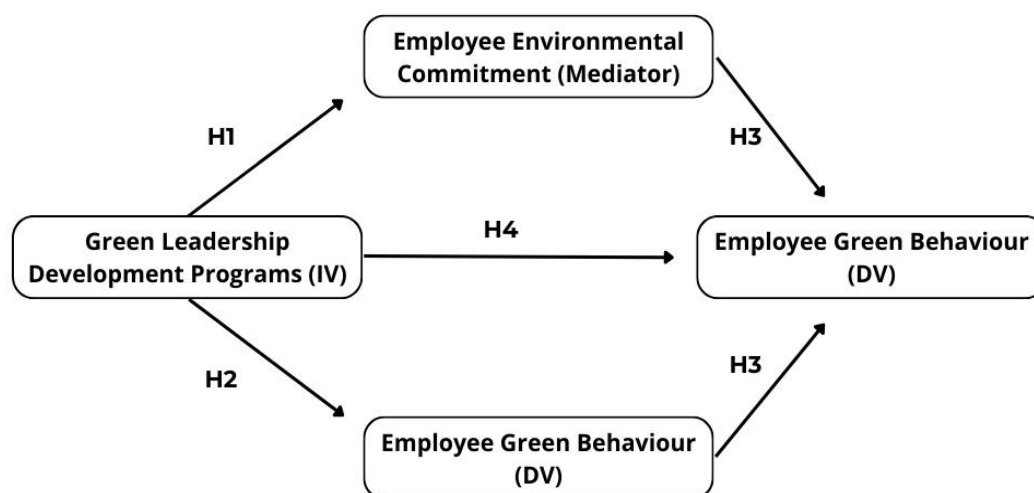 Employee Environmental
Commitment (Mediator)
H1
H3
Green Leadership
Development Programs (IV)
H4
Employee Green Behaviour
(DV)
H2
H3
Employee Green Behaviour
(DV)